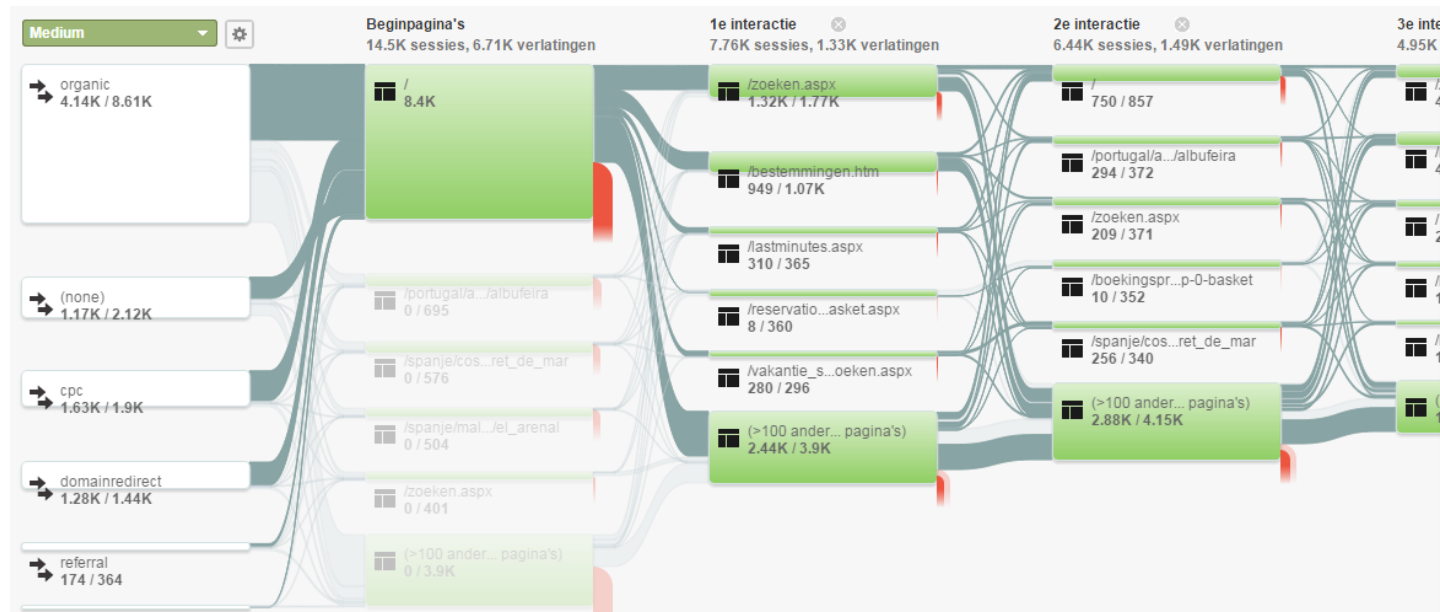 Medium
organic
4.14K / 8.61K
(none)
1.17K / 2.12K
cpc
1.63K / 1.9K
domainredirect
1.28K / 1.44K
referral
174 / 364
Beginpagina's
14.5K sessies, 6.71K verlatingen
/
8.4K
/portugal/a.../albufeira
0 / 695
/spanje/cos...ret_de_mar
0 / 576
/spanje/mal.../el_arenal
0 / 504
/zoeken.aspx
0 / 401
(>100 ander... pagina's)
0 / 3.9K
1e interactie
7.76K sessies, 1.33K verlatingen
/zoeken.aspx
1.32K / 1.77K
/bestemmingen.htm
949 / 1.07K
/lastminutes.aspx
310 / 365
/reservatio...asket.aspx
8 / 360
/vakantie_s...oeken.aspx
280 / 296
(>100 ander... pagina's)
2.44K / 3.9K
2e interactie
6.44K sessies, 1.49K verlatingen
/
750 / 857
/portugal/a.../albufeira
294 / 372
/zoeken.aspx
209 / 371
/boekingspr...p-0-basket
10 / 352
/spanje/cos...ret_de_mar
256 / 340
(>100 ander... pagina's)
2.88K / 4.15K
3e inte
4.95K